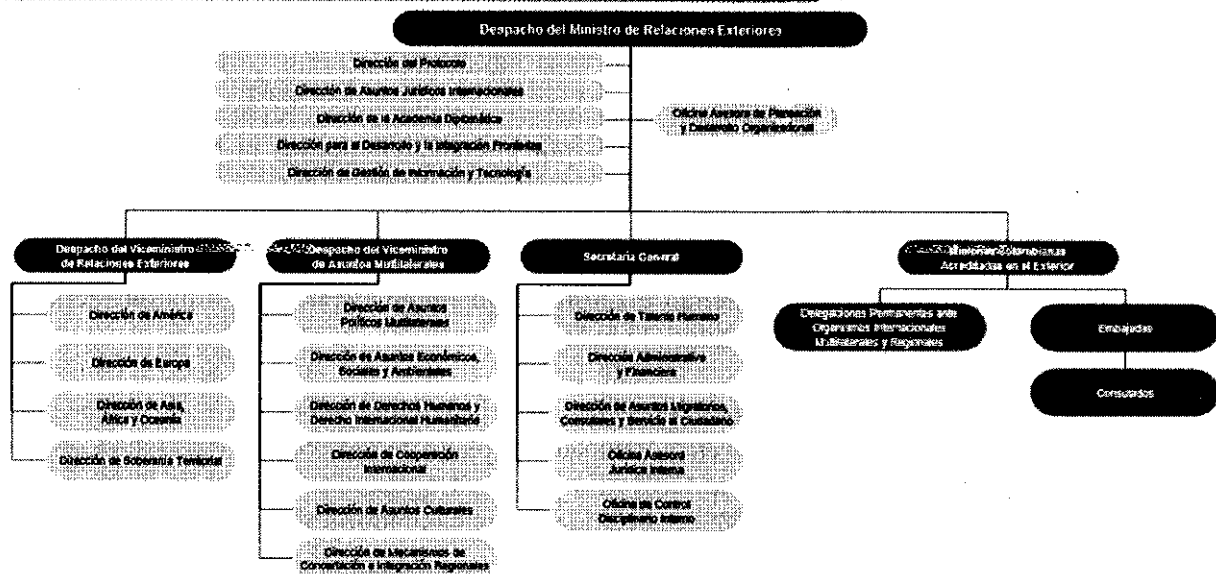 Despacho del Ministro de Relaciones Exteriores
Dirección del Protocolo
Dirección de Asuntos Jurídicos Internacionales
Dirección de la Academia Diplomática
Dirección para el Desarrollo y la Integración Fronteriza
Dirección de Gestión de Información y Tecnología
Oficina Asesora de Planeación
y Desarrollo Organizacional
Despacho del Viceministro
de Relaciones Exteriores
Dirección de América
Dirección de Europa
Dirección de Asia,
África y Oceanía
Dirección de Soberanía Territorial
Despacho del Viceministro
de Asuntos Multilaterales
Dirección de Asuntos
Políticos Multilaterales
Dirección de Asuntos Económicos,
Sociales y Ambientales
Dirección de Derechos Humanos y
Derecho Internacional Humanitario
Dirección de Cooperación
Internacional
Dirección de Asuntos Culturales
Dirección de Mecanismos de
Concertación e Integración Regionales
Secretaría General
Dirección de Talento Humano
Dirección Administrativa
y Financiera
Dirección de Asuntos Migratorios,
Consulares y Servicio al Ciudadano
Oficina Asesora
Jurídica Interna
Oficina de Control
Disciplinario Interno
Misiones Colombianas
Acreditadas en el Exterior
Delegaciones Permanentes ante
Organismos Internacionales
Multilaterales y Regionales
Embajadas
Consulados